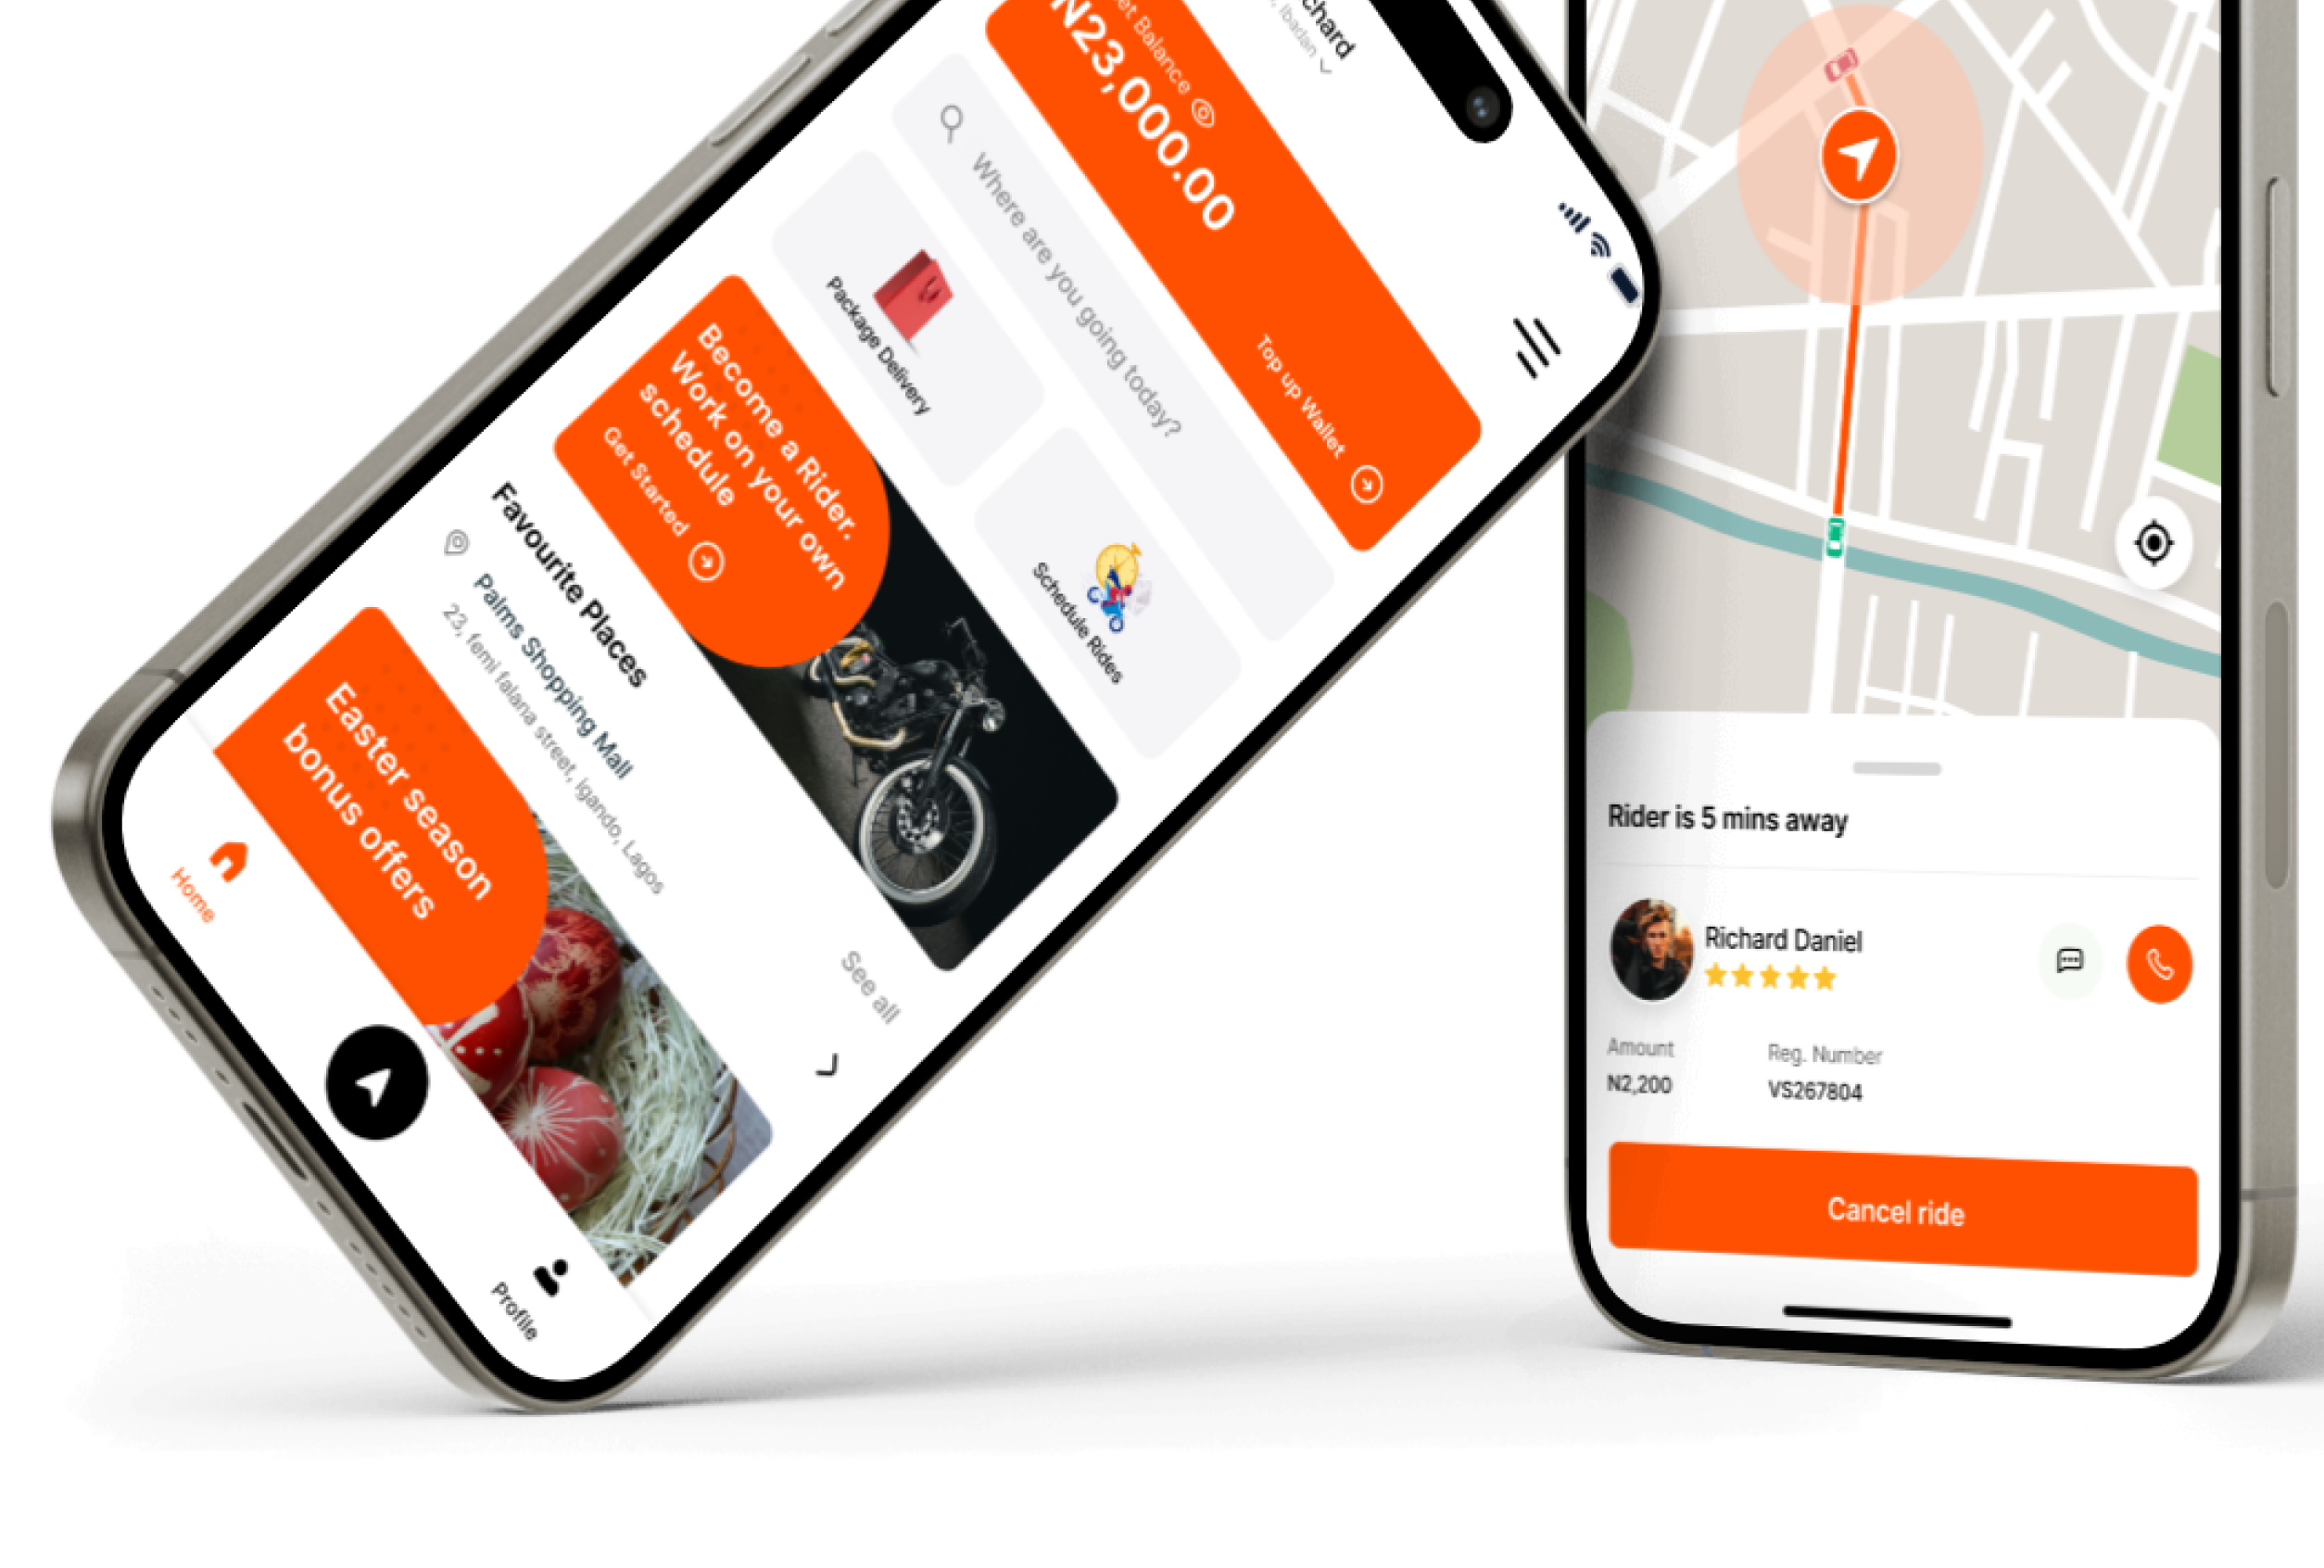 Ibadan
N23,000.00
Top up Wallet
Where are you going today?
Package Delivery
Schedule Rides
Become a Rider.
Work on your own
schedule
Get Started
Favourite Places
See all
Palms Shopping Mall
23, femi falana street, Igando, Lagos
Easter season
bonus offers
Home
Profile
Rider is 5 mins away
Richard Daniel
Amount
Reg. Number
N2,200
VS267804
Cancel ride